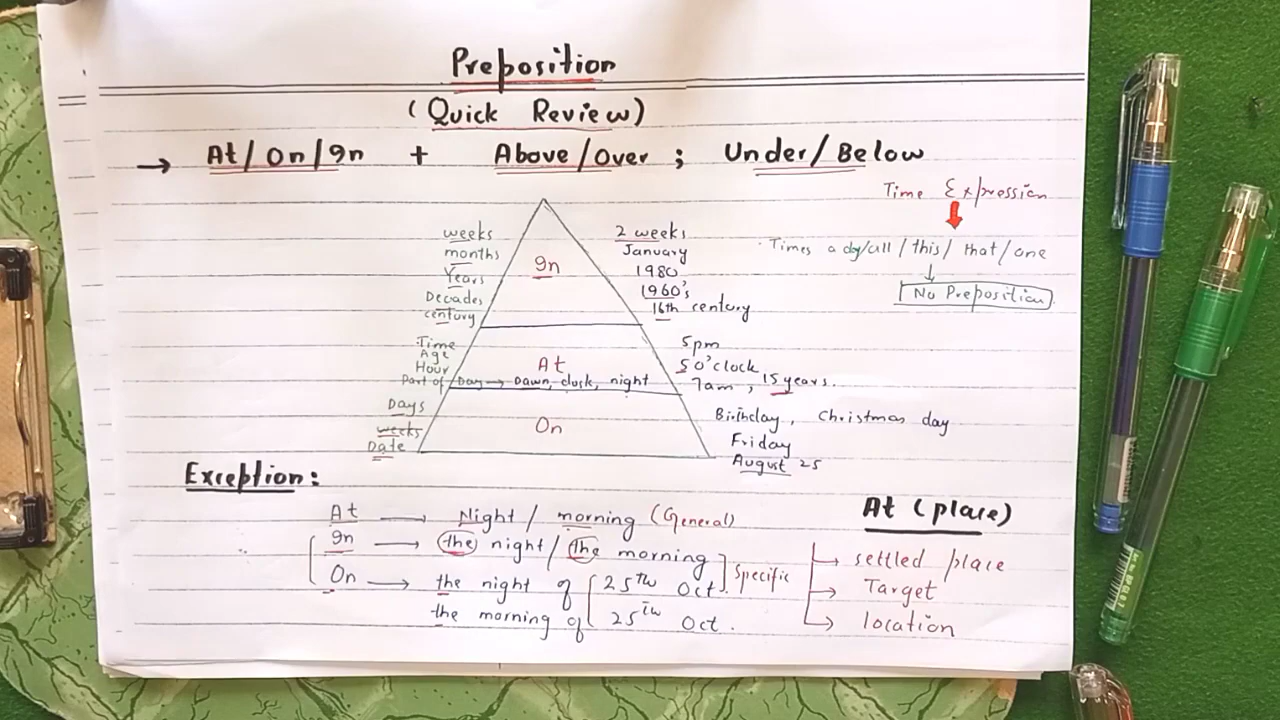 Preposition
(Quick Review)
→ At/On/In + Above/Over ; Under/Below
Time Expression
Times a day/all/this/that/one
No Preposition
weeks
months
Years
Decades
century
In
2 weeks
January
1980
1960's
16th century
Time
Age
Hour
Part of Day → Dawn, dusk, night
At
5pm
5 o'clock
7am, 15 years.
Days
weeks
Date
On
Birthday, Christmas day
Friday
August 25
Exception:
At → Night/morning (General)
In → the night/the morning
On → the night of 25th Oct.
the morning of 25th Oct.
Specific
At (place)
→ settled place
→ Target
→ location